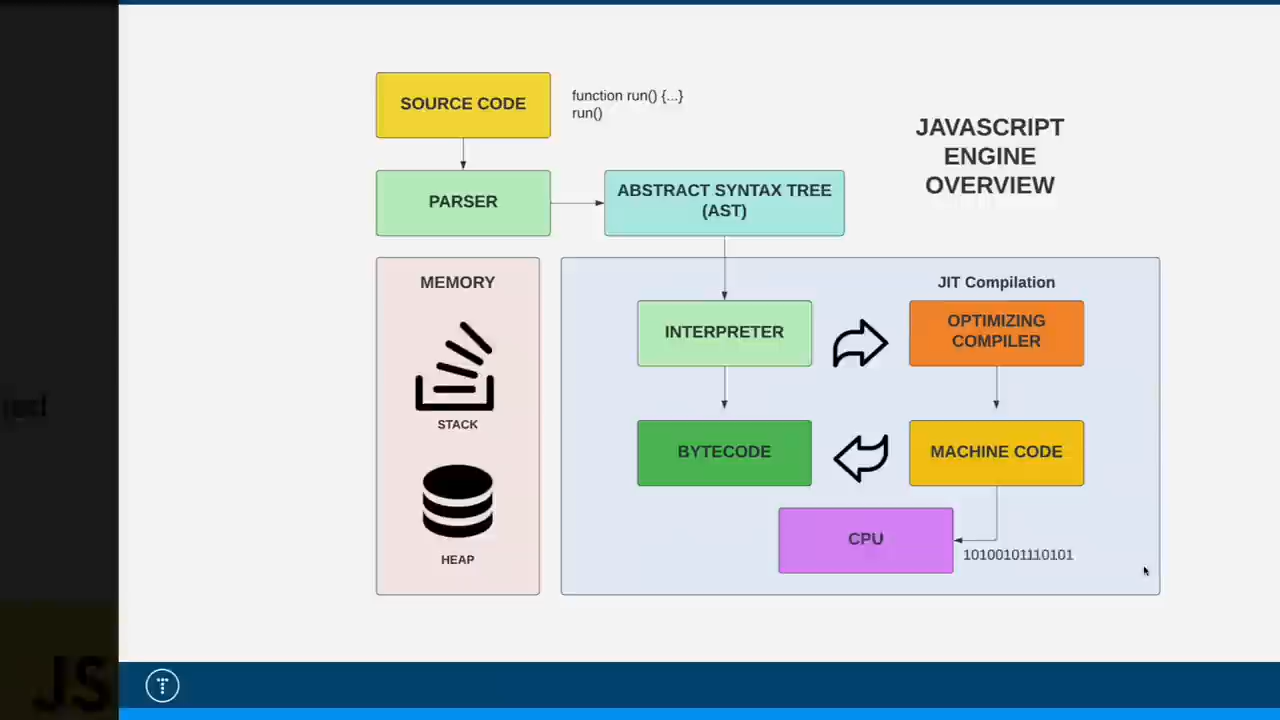 SOURCE CODE
function run() {...}
run()
JAVASCRIPT
ENGINE
OVERVIEW
PARSER
ABSTRACT SYNTAX TREE
(AST)
MEMORY
STACK
HEAP
JIT Compilation
INTERPRETER
OPTIMIZING
COMPILER
BYTECODE
MACHINE CODE
CPU
10100101110101
JS